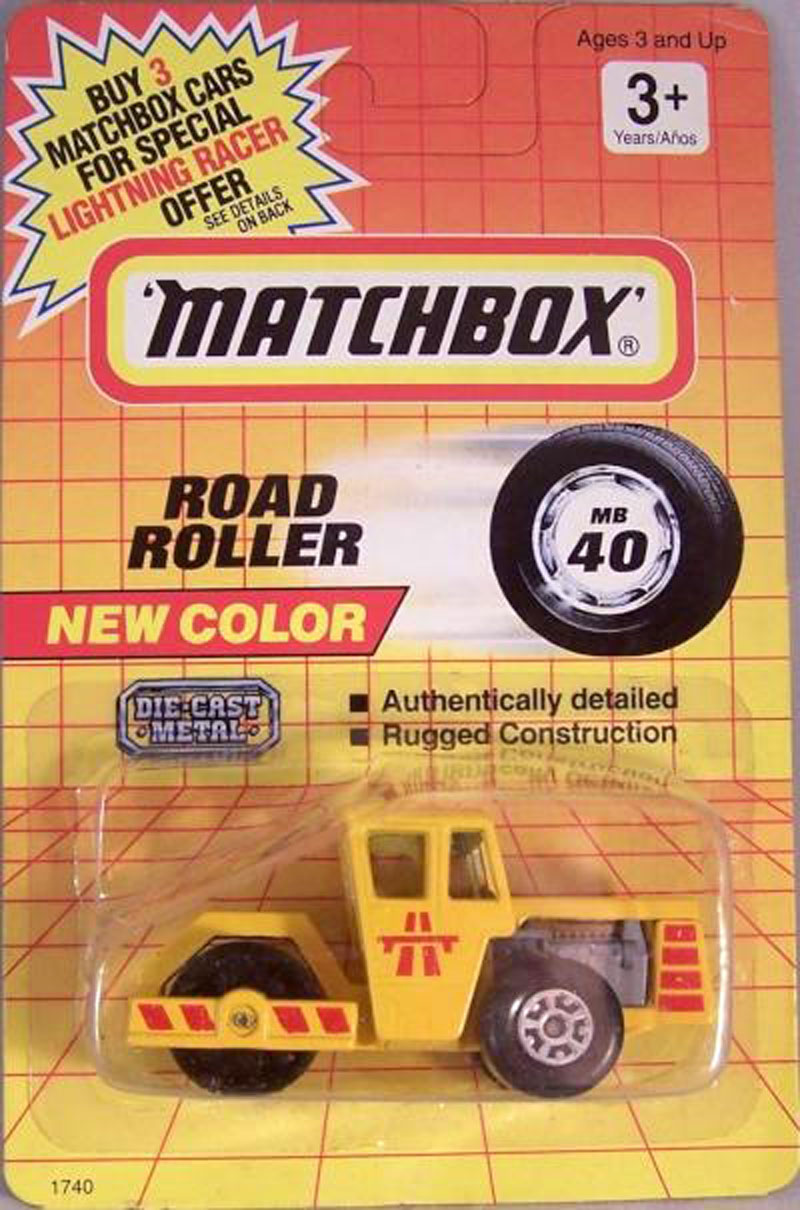 Ages 3 and Up
3+
Years/Años
BUY 3
MATCHBOX CARS
FOR SPECIAL
LIGHTNING RACER
OFFER
SEE DETAILS
ON BACK
'MATCHBOX'®
ROAD
ROLLER
MB
40
NEW COLOR
DIE-CAST
METAL
■ Authentically detailed
■ Rugged Construction
1740